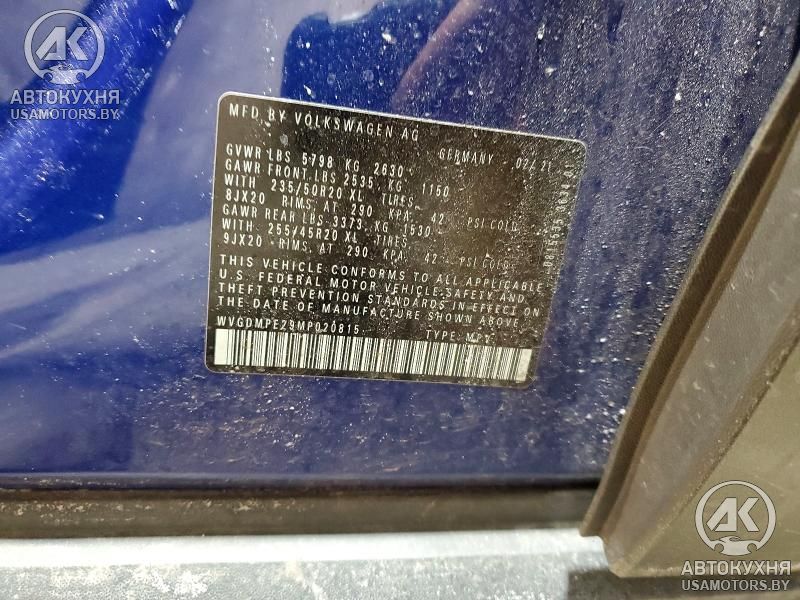 AK
АВТОКУХНЯ
USAMOTORS.BY
MFD BY VOLKSWAGEN AG
GERMANY 02/21
GVWR LBS 5798 KG 2630
GAWR FRONT LBS 2535 KG 1150
WITH 235/50R20 XL TIRES
8JX20 RIMS AT 290 KPA 42 PSI COLD
GAWR REAR LBS 3373 KG 1530
WITH 255/45R20 XL TIRES
9JX20 RIMS AT 290 KPA 42 PSI COLD
THIS VEHICLE CONFORMS TO ALL APPLICABLE
U.S. FEDERAL MOTOR VEHICLE SAFETY AND
THEFT PREVENTION STANDARDS IN EFFECT ON
THE DATE OF MANUFACTURE SHOWN ABOVE
WVGDMPE29MP020815 TYPE: MPV
AK
АВТОКУХНЯ
USAMOTORS.BY